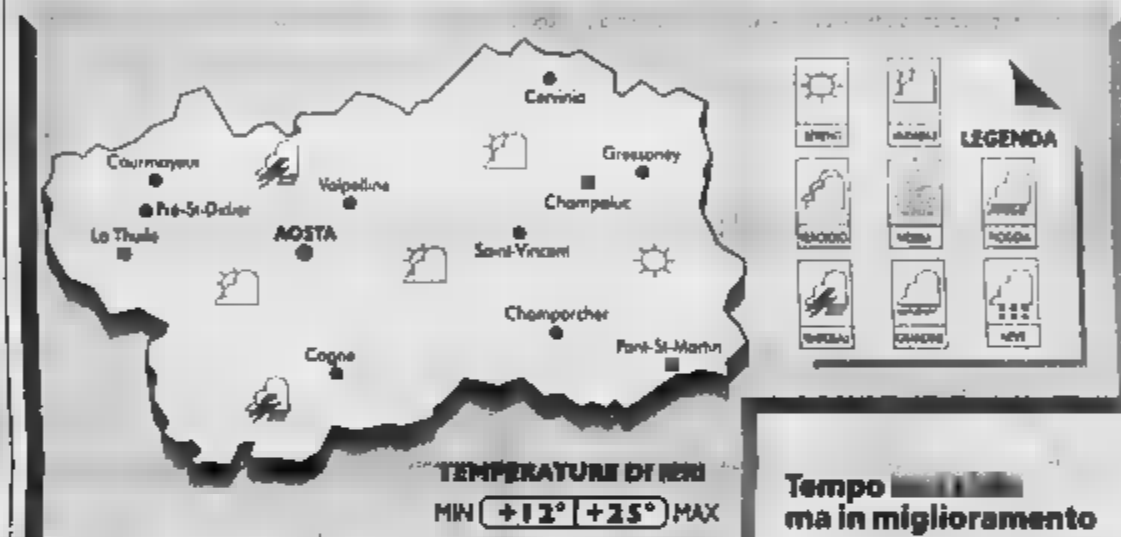 Cervinia
Courmayeur
Gressoney
Valpelline
Pré-St-Didier
Champoluc
La Thuile
AOSTA
Saint-Vincent
Champorcher
Pont-St-Martin
Cogne
LEGENDA
NEVE
TEMPERATURE DI IERI
MIN +12° +25° MAX
Tempo
ma in miglioramento